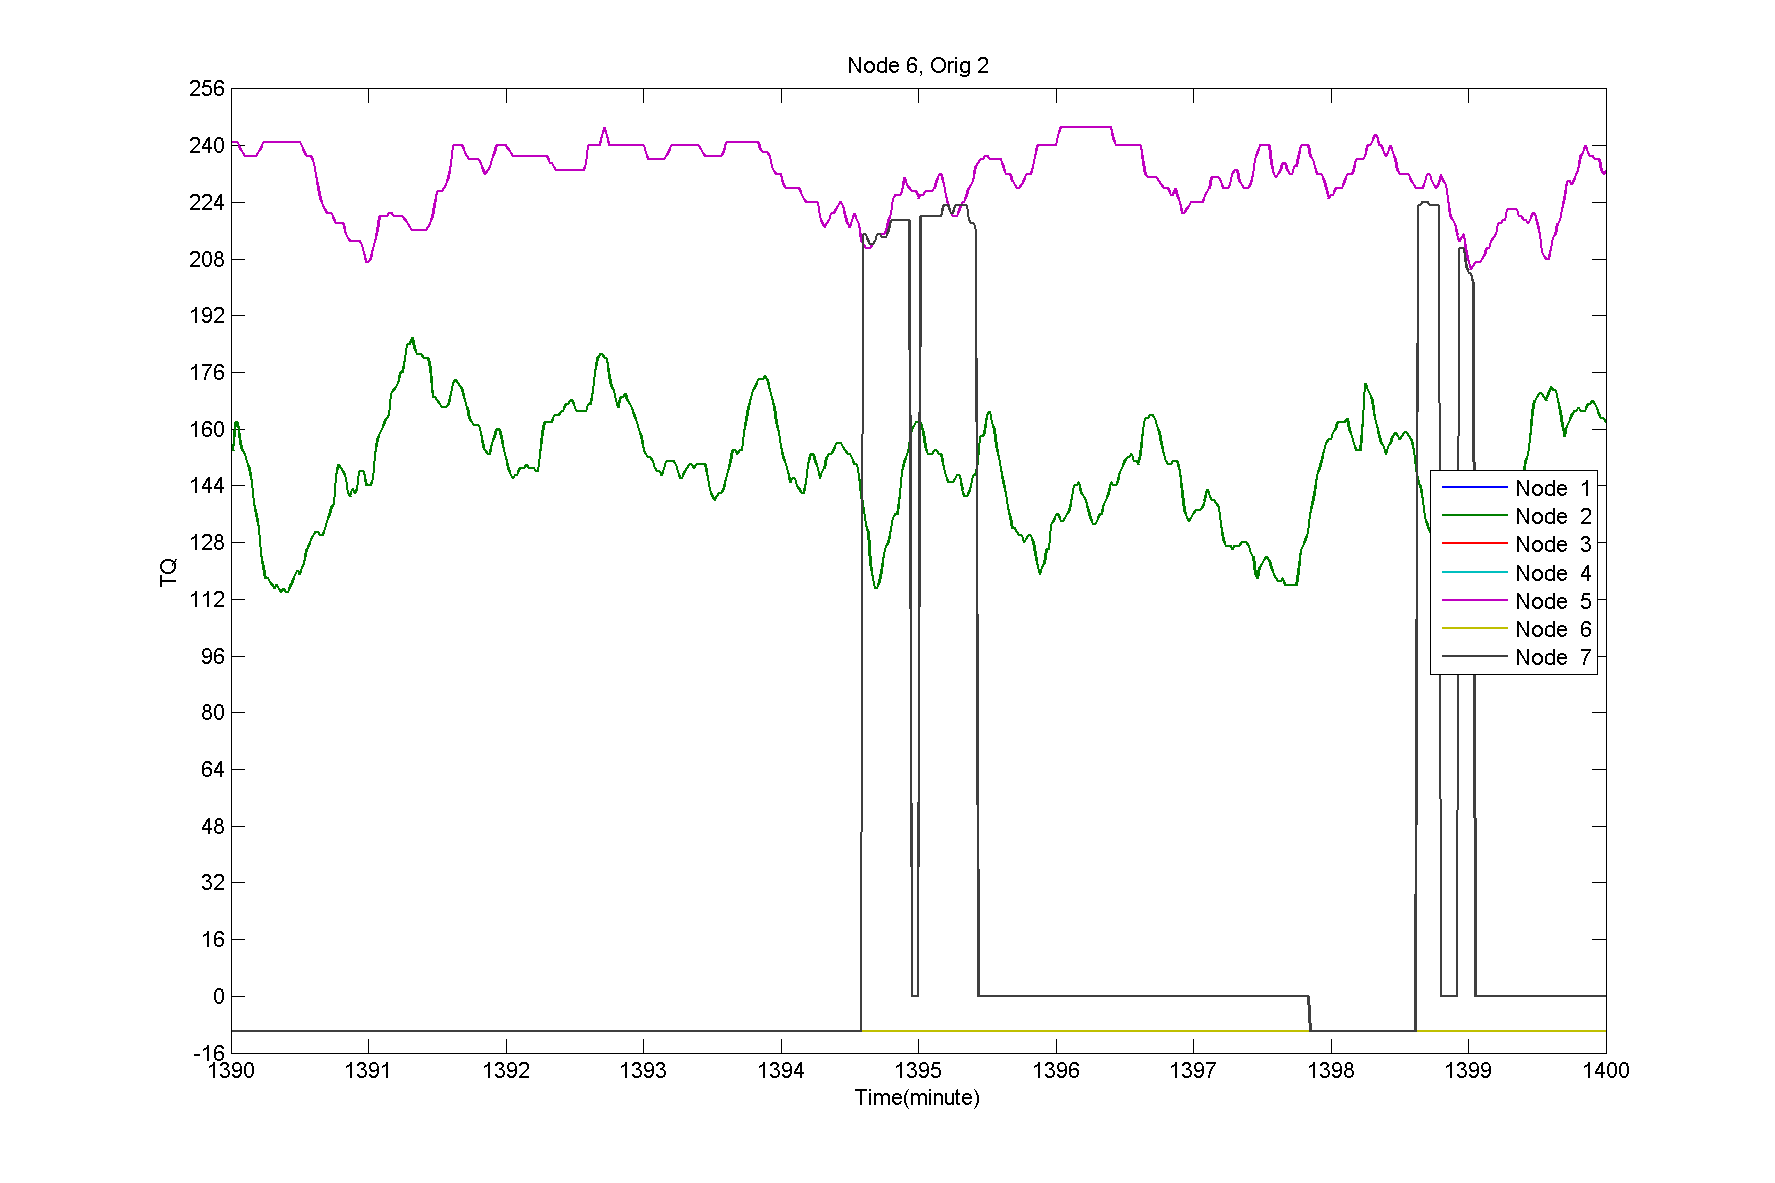 Node 6, Orig 2
256
240
224
208
192
176
160
144
128
112
96
80
64
48
32
16
0
-16
TQ
Node 1
Node 2
Node 3
Node 4
Node 5
Node 6
Node 7
1390 1391 1392 1393 1394 1395 1396 1397 1398 1399 1400
Time(minute)